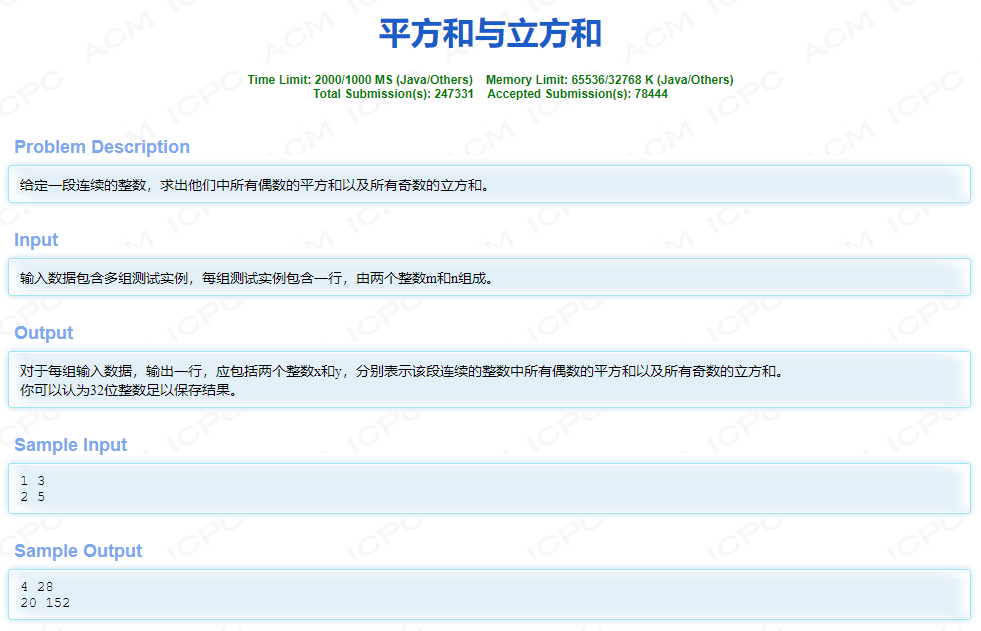 平方和与立方和
Time Limit: 2000/1000 MS (Java/Others) Memory Limit: 65536/32768 K (Java/Others)
Total Submission(s): 247331 Accepted Submission(s): 78444
Problem Description
给定一段连续的整数，求出他们中所有偶数的平方和以及所有奇数的立方和。
Input
输入数据包含多组测试实例，每组测试实例包含一行，由两个整数m和n组成。
Output
对于每组输入数据，输出一行，应包括两个整数x和y，分别表示该段连续的整数中所有偶数的平方和以及所有奇数的立方和。
你可以认为32位整数足以保存结果。
Sample Input
1 3
2 5
Sample Output
4 28
20 152